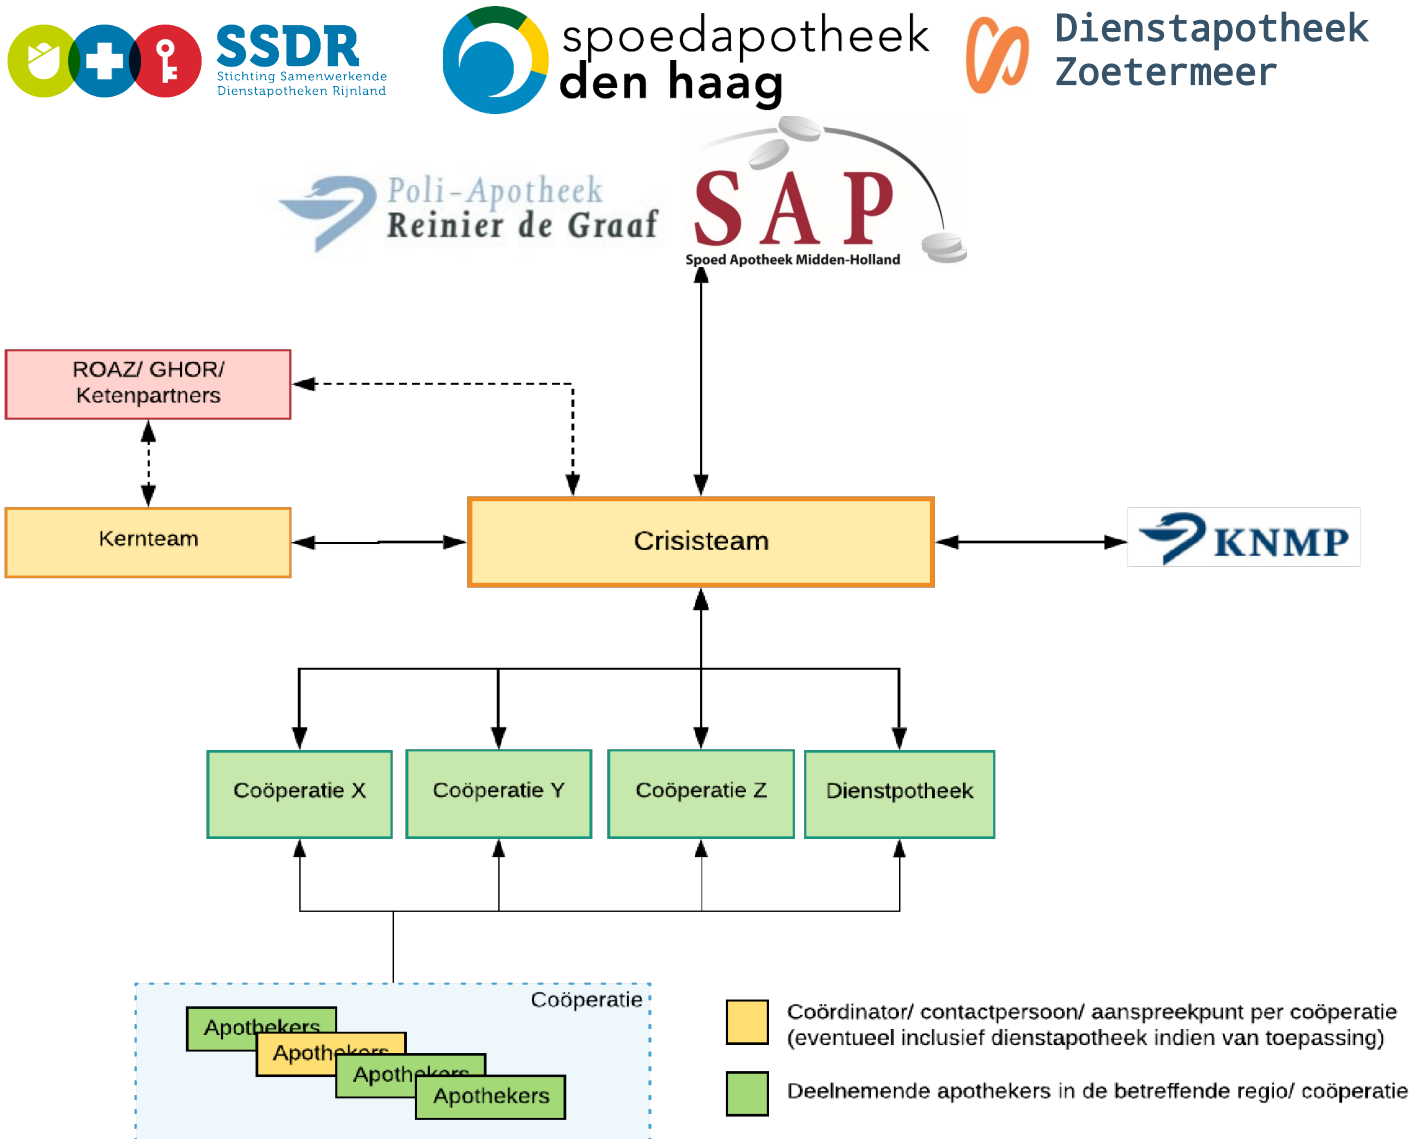 SSDR
Stichting Samenwerkende
Dienstapotheken Rijnland
spoedapotheek
den haag
Dienstapotheek
Zoetermeer
Poli-Apotheek
Reinier de Graaf
SAP
Spoed Apotheek Midden-Holland
ROAZ/ GHOR/
Ketenpartners
Kernteam
Crisisteam
KNMP
Coöperatie X
Coöperatie Y
Coöperatie Z
Dienstpotheek
Coöperatie
Apothekers
Apothekers
Apothekers
Apothekers
Coördinator/ contactpersoon/ aanspreekpunt per coöperatie
(eventueel inclusief dienstapotheek indien van toepassing)
Deelnemende apothekers in de betreffende regio/ coöperatie